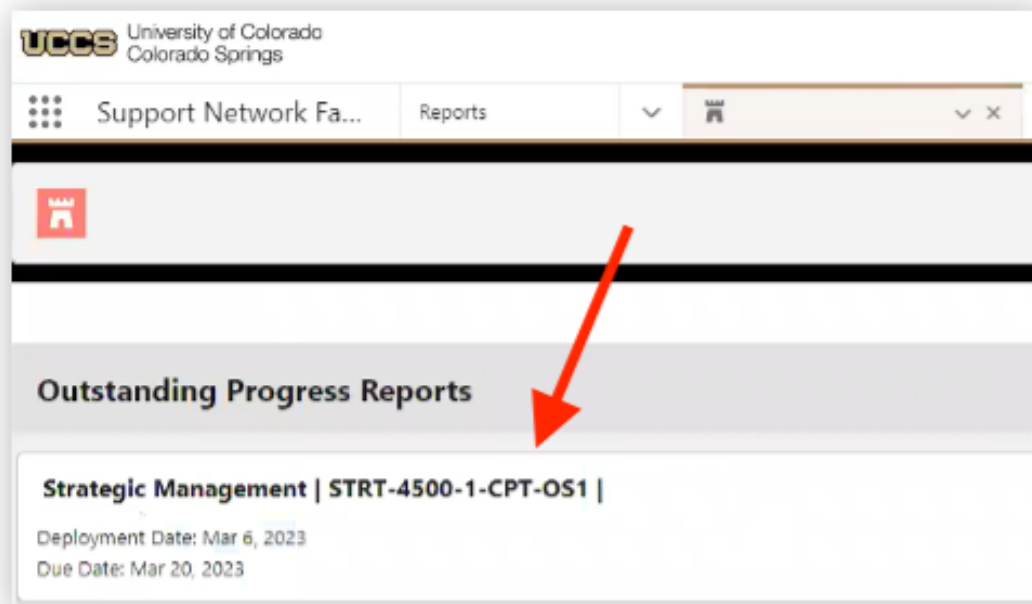 UCCS University of Colorado
Colorado Springs
Support Network Fa... Reports
Outstanding Progress Reports
Strategic Management | STRT-4500-1-CPT-OS1 |
Deployment Date: Mar 6, 2023
Due Date: Mar 20, 2023